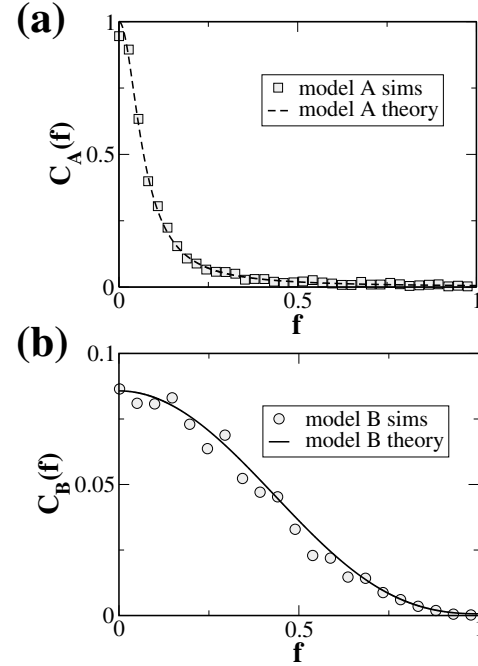 (a)
1
0.5
0
C_A(f)
model A sims
model A theory
0
0.5
1
f
(b)
0.1
0.05
0
C_B(f)
model B sims
model B theory
0
0.5
1
f